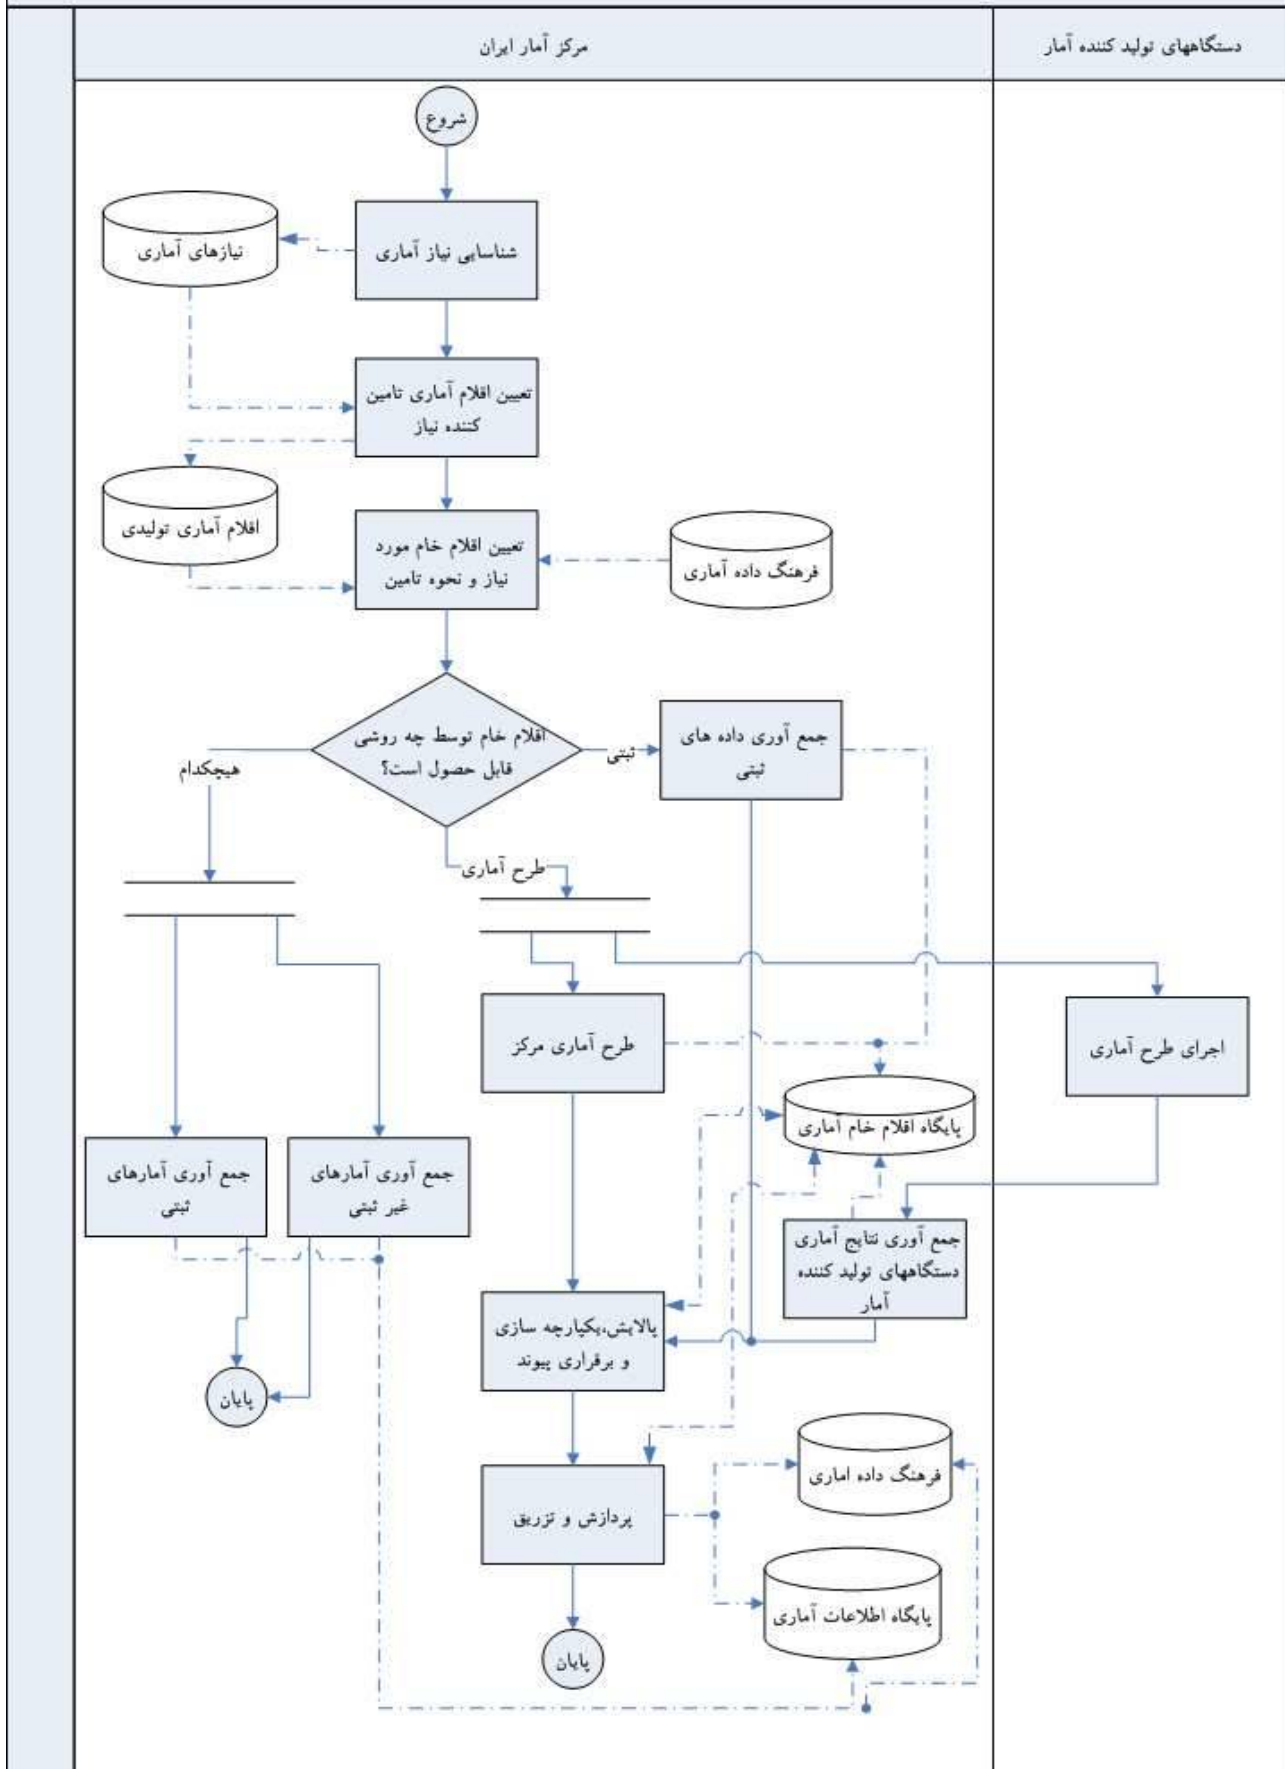 دستگاههای تولید کننده آمار
مرکز آمار ایران
شروع
شناسایی نیاز آماری
نیازهای آماری
تعیین اقلام آماری تامین
کننده نیاز
اقلام آماری تولیدی
تعیین اقلام خام مورد
نیاز و نحوه تامین
فرهنگ داده آماری
اقلام خام توسط چه روشی
قابل حصول است؟
ثبتی
جمع آوری داده های
ثبتی
هیچکدام
طرح آماری
طرح آماری مرکز
اجرای طرح آماری
پایگاه اقلام خام آماری
جمع آوری آمارهای
غیر ثبتی
جمع آوری آمارهای
ثبتی
جمع آوری نتایج آماری
دستگاههای تولید کننده
آمار
پالایش،یکپارچه سازی
و برقراری پیوند
پایان
فرهنگ داده اماری
پردازش و تزریق
پایگاه اطلاعات آماری
پایان